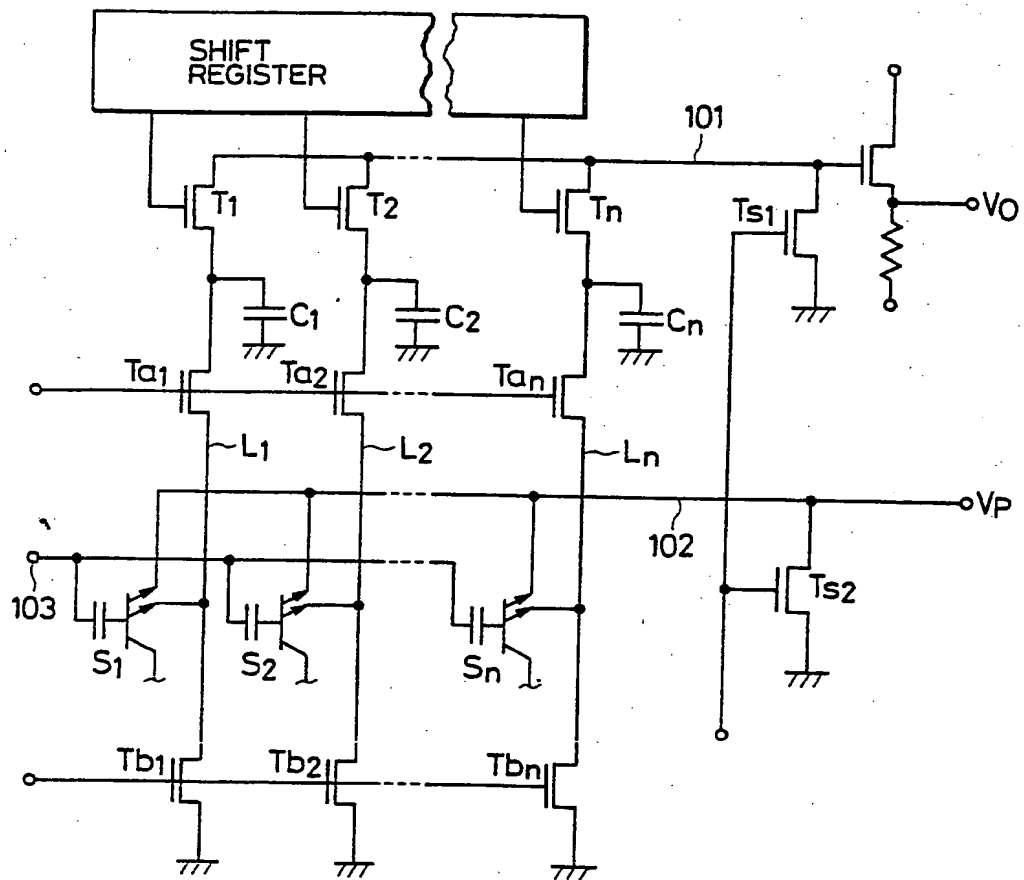 SHIFT
REGISTER
101
T1
T2
Tn
Ts1
VO
C1
C2
Cn
Ta1
Ta2
Tan
L1
L2
Ln
VP
102
103
Ts2
S1
S2
Sn
Tb1
Tb2
Tbn